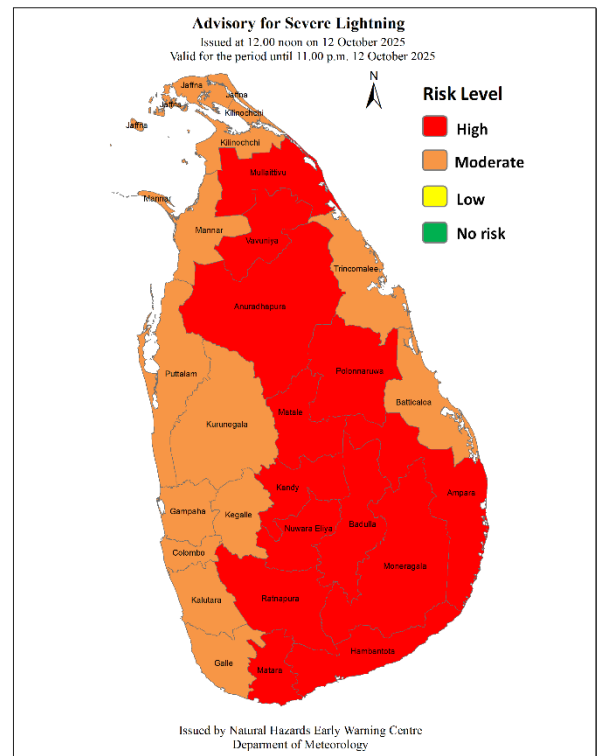 Advisory for Severe Lightning
Issued at 12.00 noon on 12 October 2025
Valid for the period until 11.00 p.m. 12 October 2025
N
Risk Level
High
Moderate
Low
No risk
Jaffna
Jaffna
Jaffna
Jaffna
Kilinochchi
Kilinochchi
Mullaittivu
Mannar
Mannar
Vavuniya
Trincomalee
Anuradhapura
Puttalam
Polonnaruwa
Batticaloa
Matale
Kurunegala
Kandy
Ampara
Gampaha
Kegalle
Nuwara Eliya
Badulla
Colombo
Moneragala
Kalutara
Ratnapura
Hambantota
Galle
Matara
Issued by Natural Hazards Early Warning Centre
Deparment of Meteorology